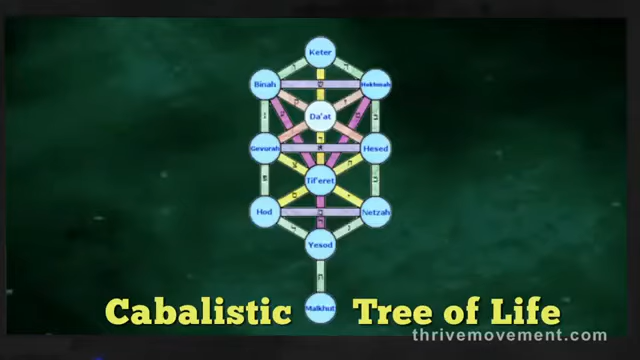 Keter
Binah
Hokhmah
Da'at
Gevurah
Hesed
Tif'eret
Hod
Netzah
Yesod
Malkhut
Cabalistic Tree of Life
thrivemovement.com